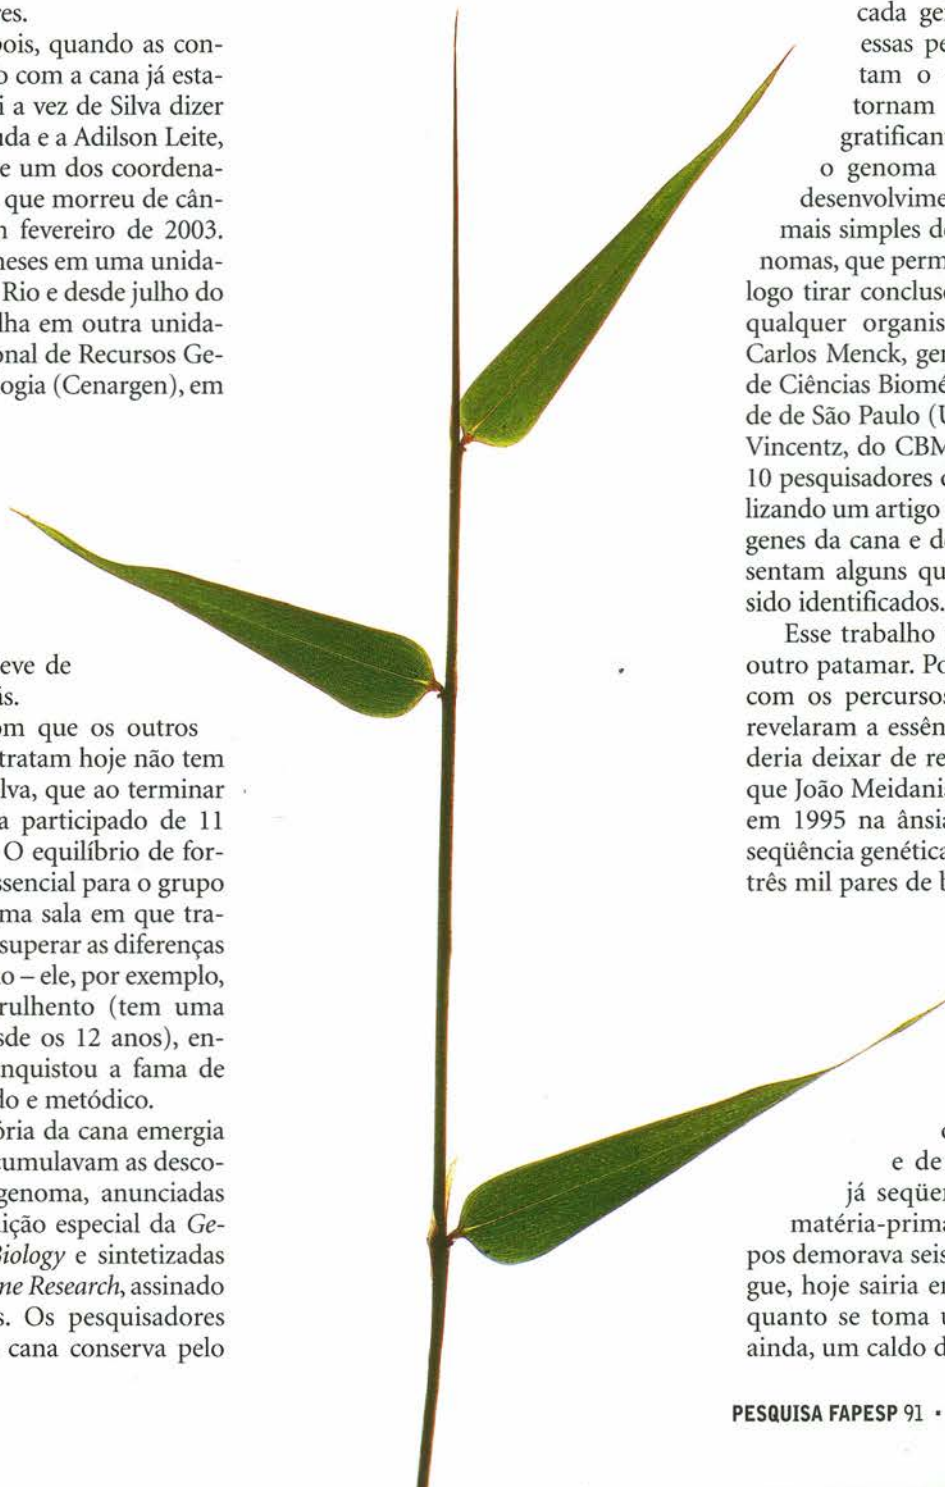 es.
ois, quando as con-
o com a cana já esta-
i a vez de Silva dizer
uda e a Adilson Leite,
e um dos coordena-
que morreu de cân-
n fevereiro de 2003.
neses em uma unida-
Rio e desde julho do
lha em outra unida-
onal de Recursos Ge-
ogia (Cenargen), em
eve de
is.
om que os outros
tratam hoje não tem
lva, que ao terminar
a participado de 11
O equilíbrio de for-
ssencial para o grupo
ma sala em que tra-
superar as diferenças
o – ele, por exemplo,
rulhento (tem uma
sde os 12 anos), en-
nquistou a fama de
do e metódico.
ória da cana emergia
cumulavam as desco-
genoma, anunciadas
ição especial da Ge-
Biology e sintetizadas
ne Research, assinado
s. Os pesquisadores
cana conserva pelo
cada ge
essas pe
tam o
tornam
gratifican
o genoma
desenvolvime
mais simples d
nomas, que perm
logo tirar conclus
qualquer organis
Carlos Menck, ger
de Ciências Biomé
de de São Paulo (U
Vincentz, do CBM
10 pesquisadores
lizando um artigo
genes da cana e d
sentam alguns qu
sido identificados.
Esse trabalho
outro patamar. Po
com os percursos
revelaram a essên
deria deixar de re
que João Meidani
em 1995 na ânsia
seqüência genética
três mil pares de b
e de
já seqüe
matéria-prima
pos demorava seis
gue, hoje sairia e
quanto se toma u
ainda, um caldo d
PESQUISA FAPESP 91 ·